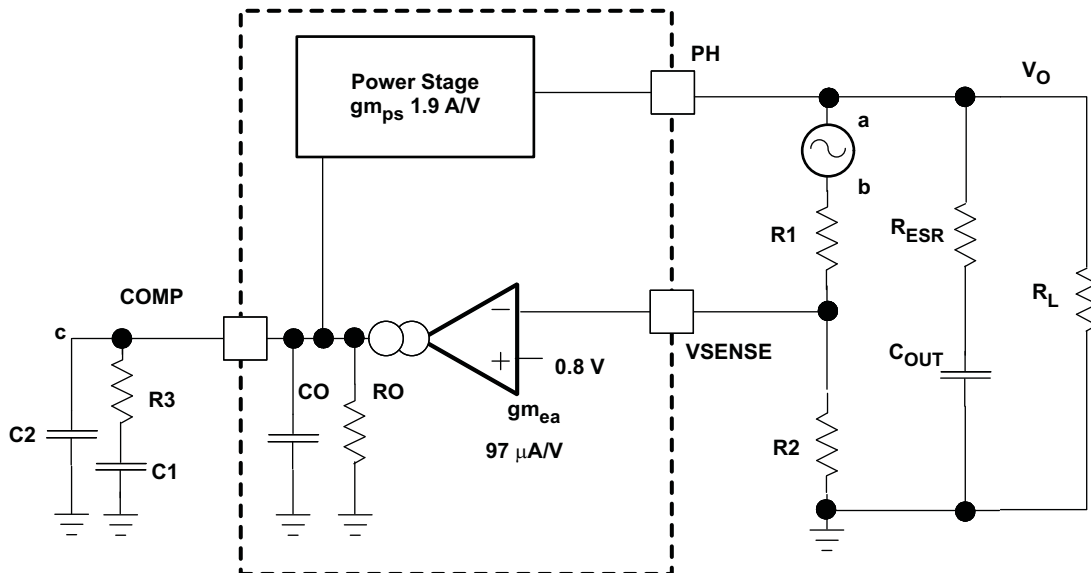 PH
Power Stage
gm_ps 1.9 A/V
V_O
a
b
R1
R_ESR
R_L
COMP
c
VSENSE
−
+
0.8 V
C_OUT
R3
CO
RO
gm_ea
C2
C1
97 μA/V
R2